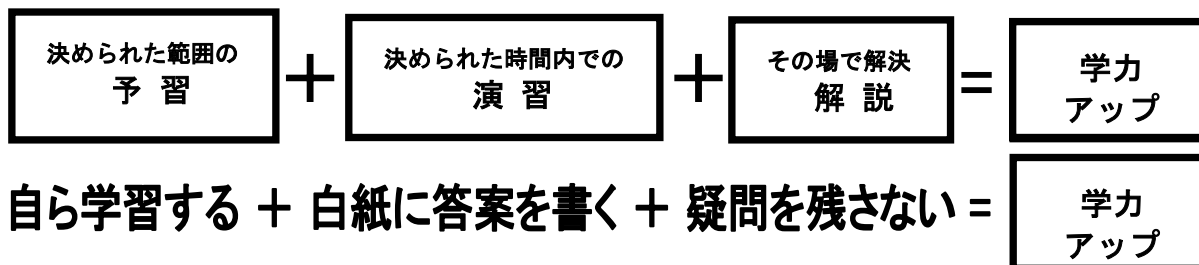 決められた範囲の
予 習
+
決められた時間内での
演 習
+
その場で解決
解 説
=
学力
アップ
自ら学習する + 白紙に答案を書く + 疑問を残さない =
学力
アップ